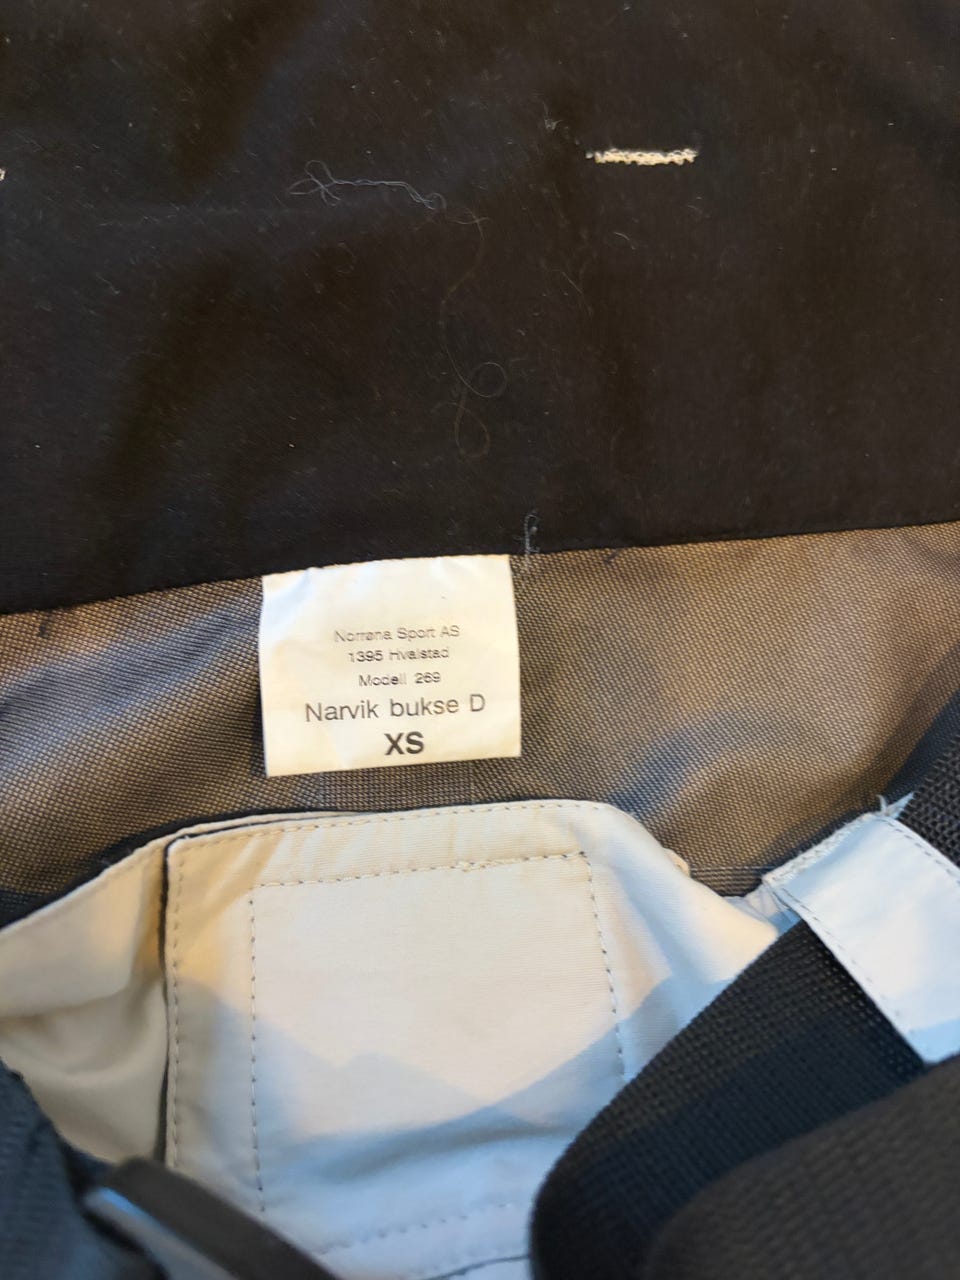 Norrøna Sport AS
1395 Hvalstad
Modell 269
Narvik bukse D
XS